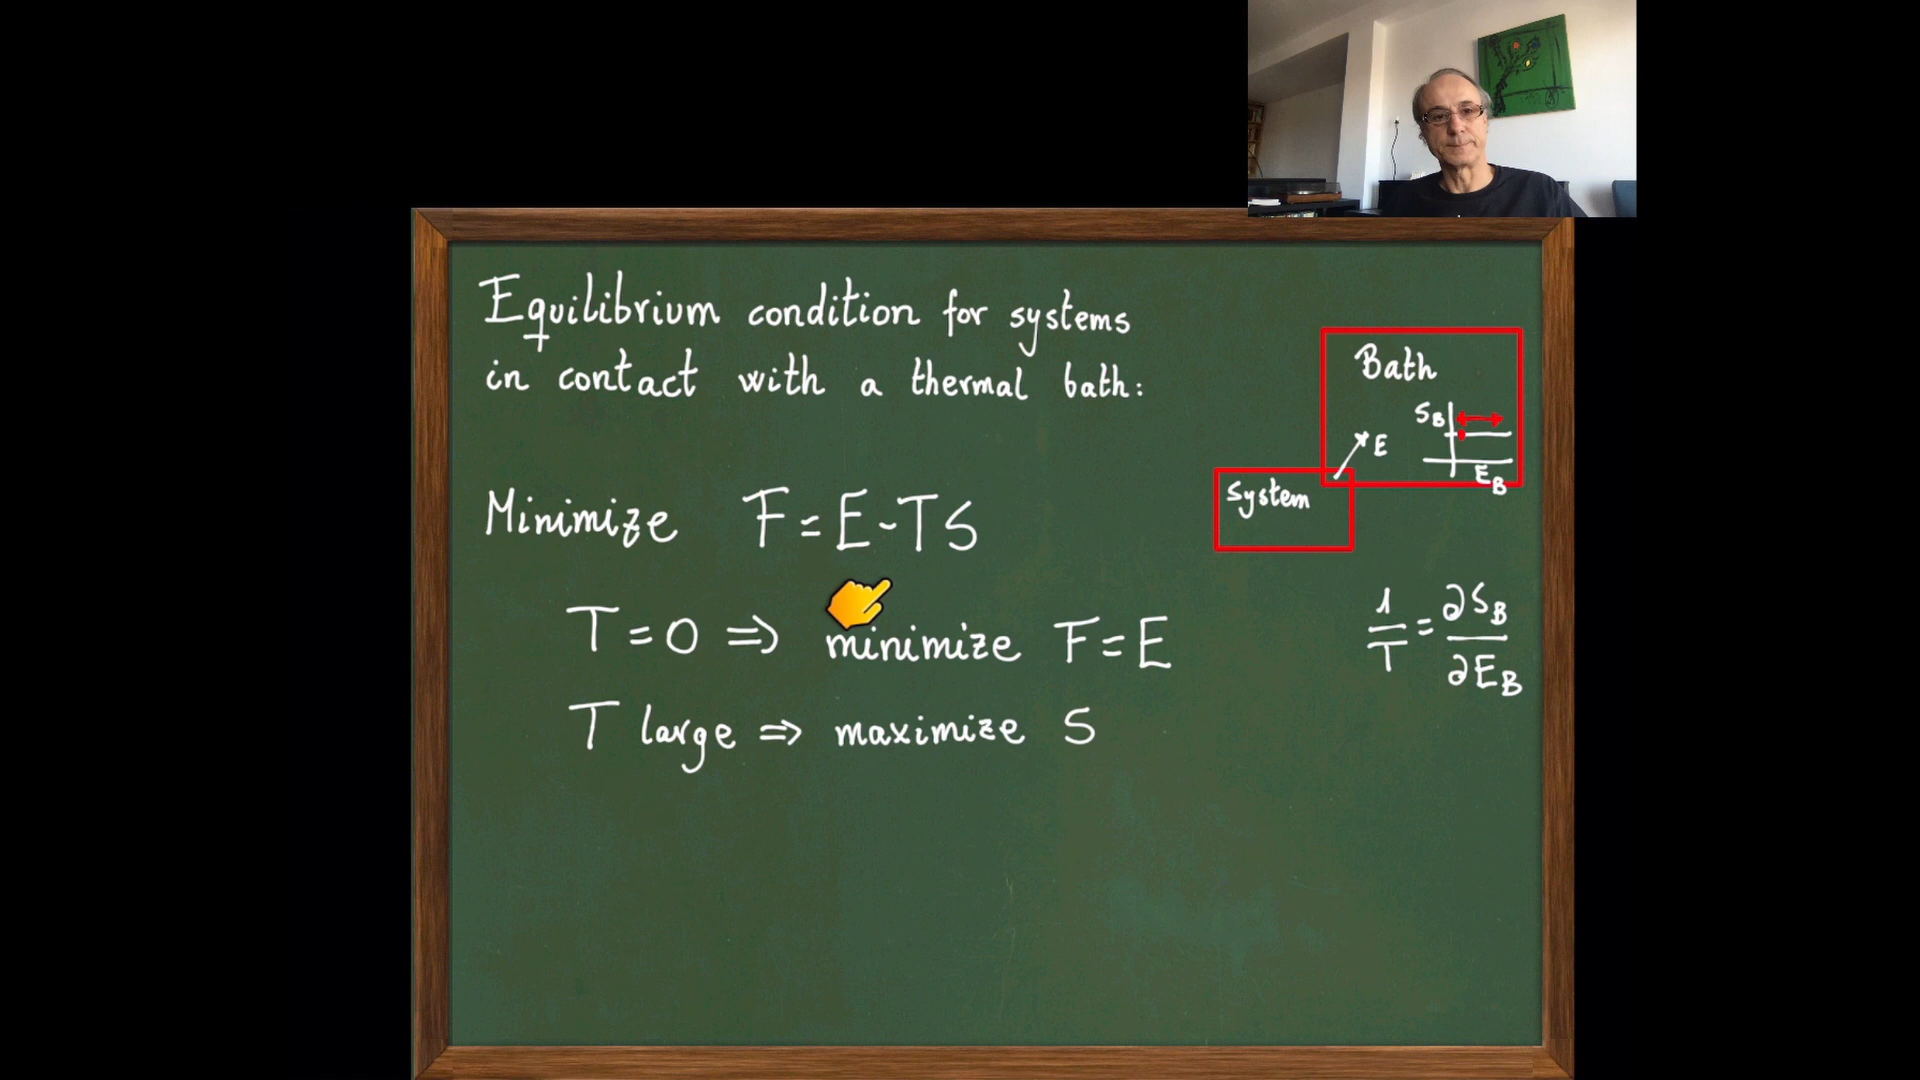 Equilibrium condition for systems
in contact with a thermal bath:
Minimize F=E-TS
T=0 ⇒ minimize F=E
T large ⇒ maximize S
Bath
S_B
E
E_B
System
1/T = ∂S_B/∂E_B